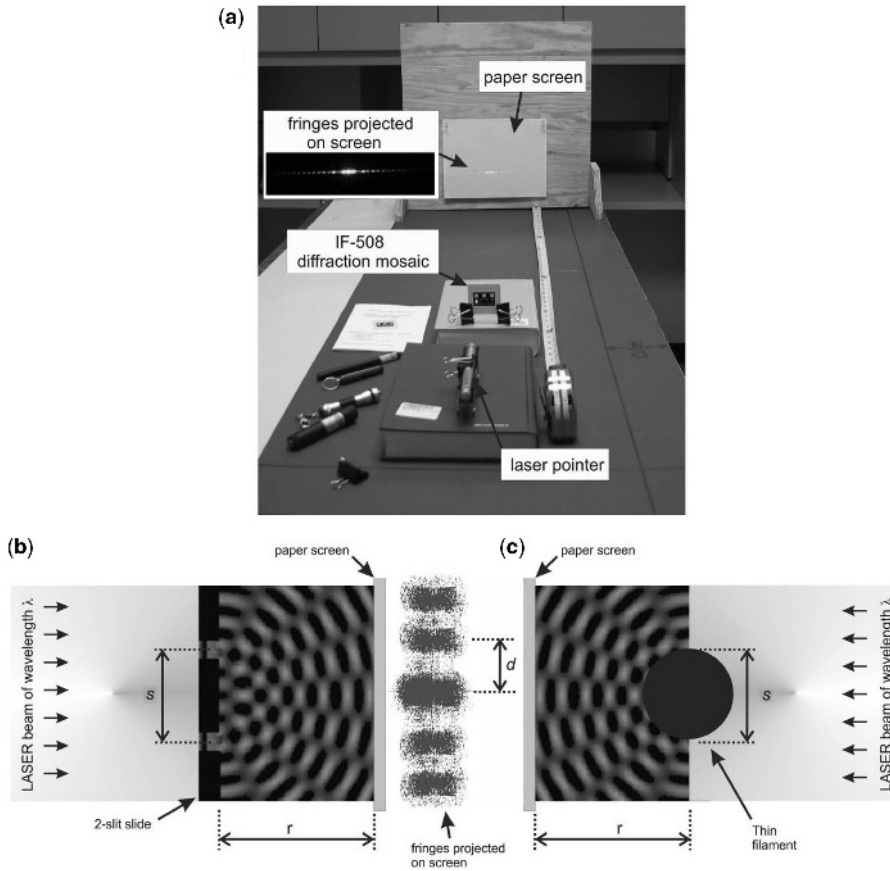 (a)
paper screen
fringes projected
on screen
IF-508
diffraction mosaic
laser pointer
(b)
paper screen
(c)
paper screen
LASER beam of wavelength λ
s
d
s
LASER beam of wavelength λ
2-slit slide
r
fringes projected
on screen
r
Thin
filament